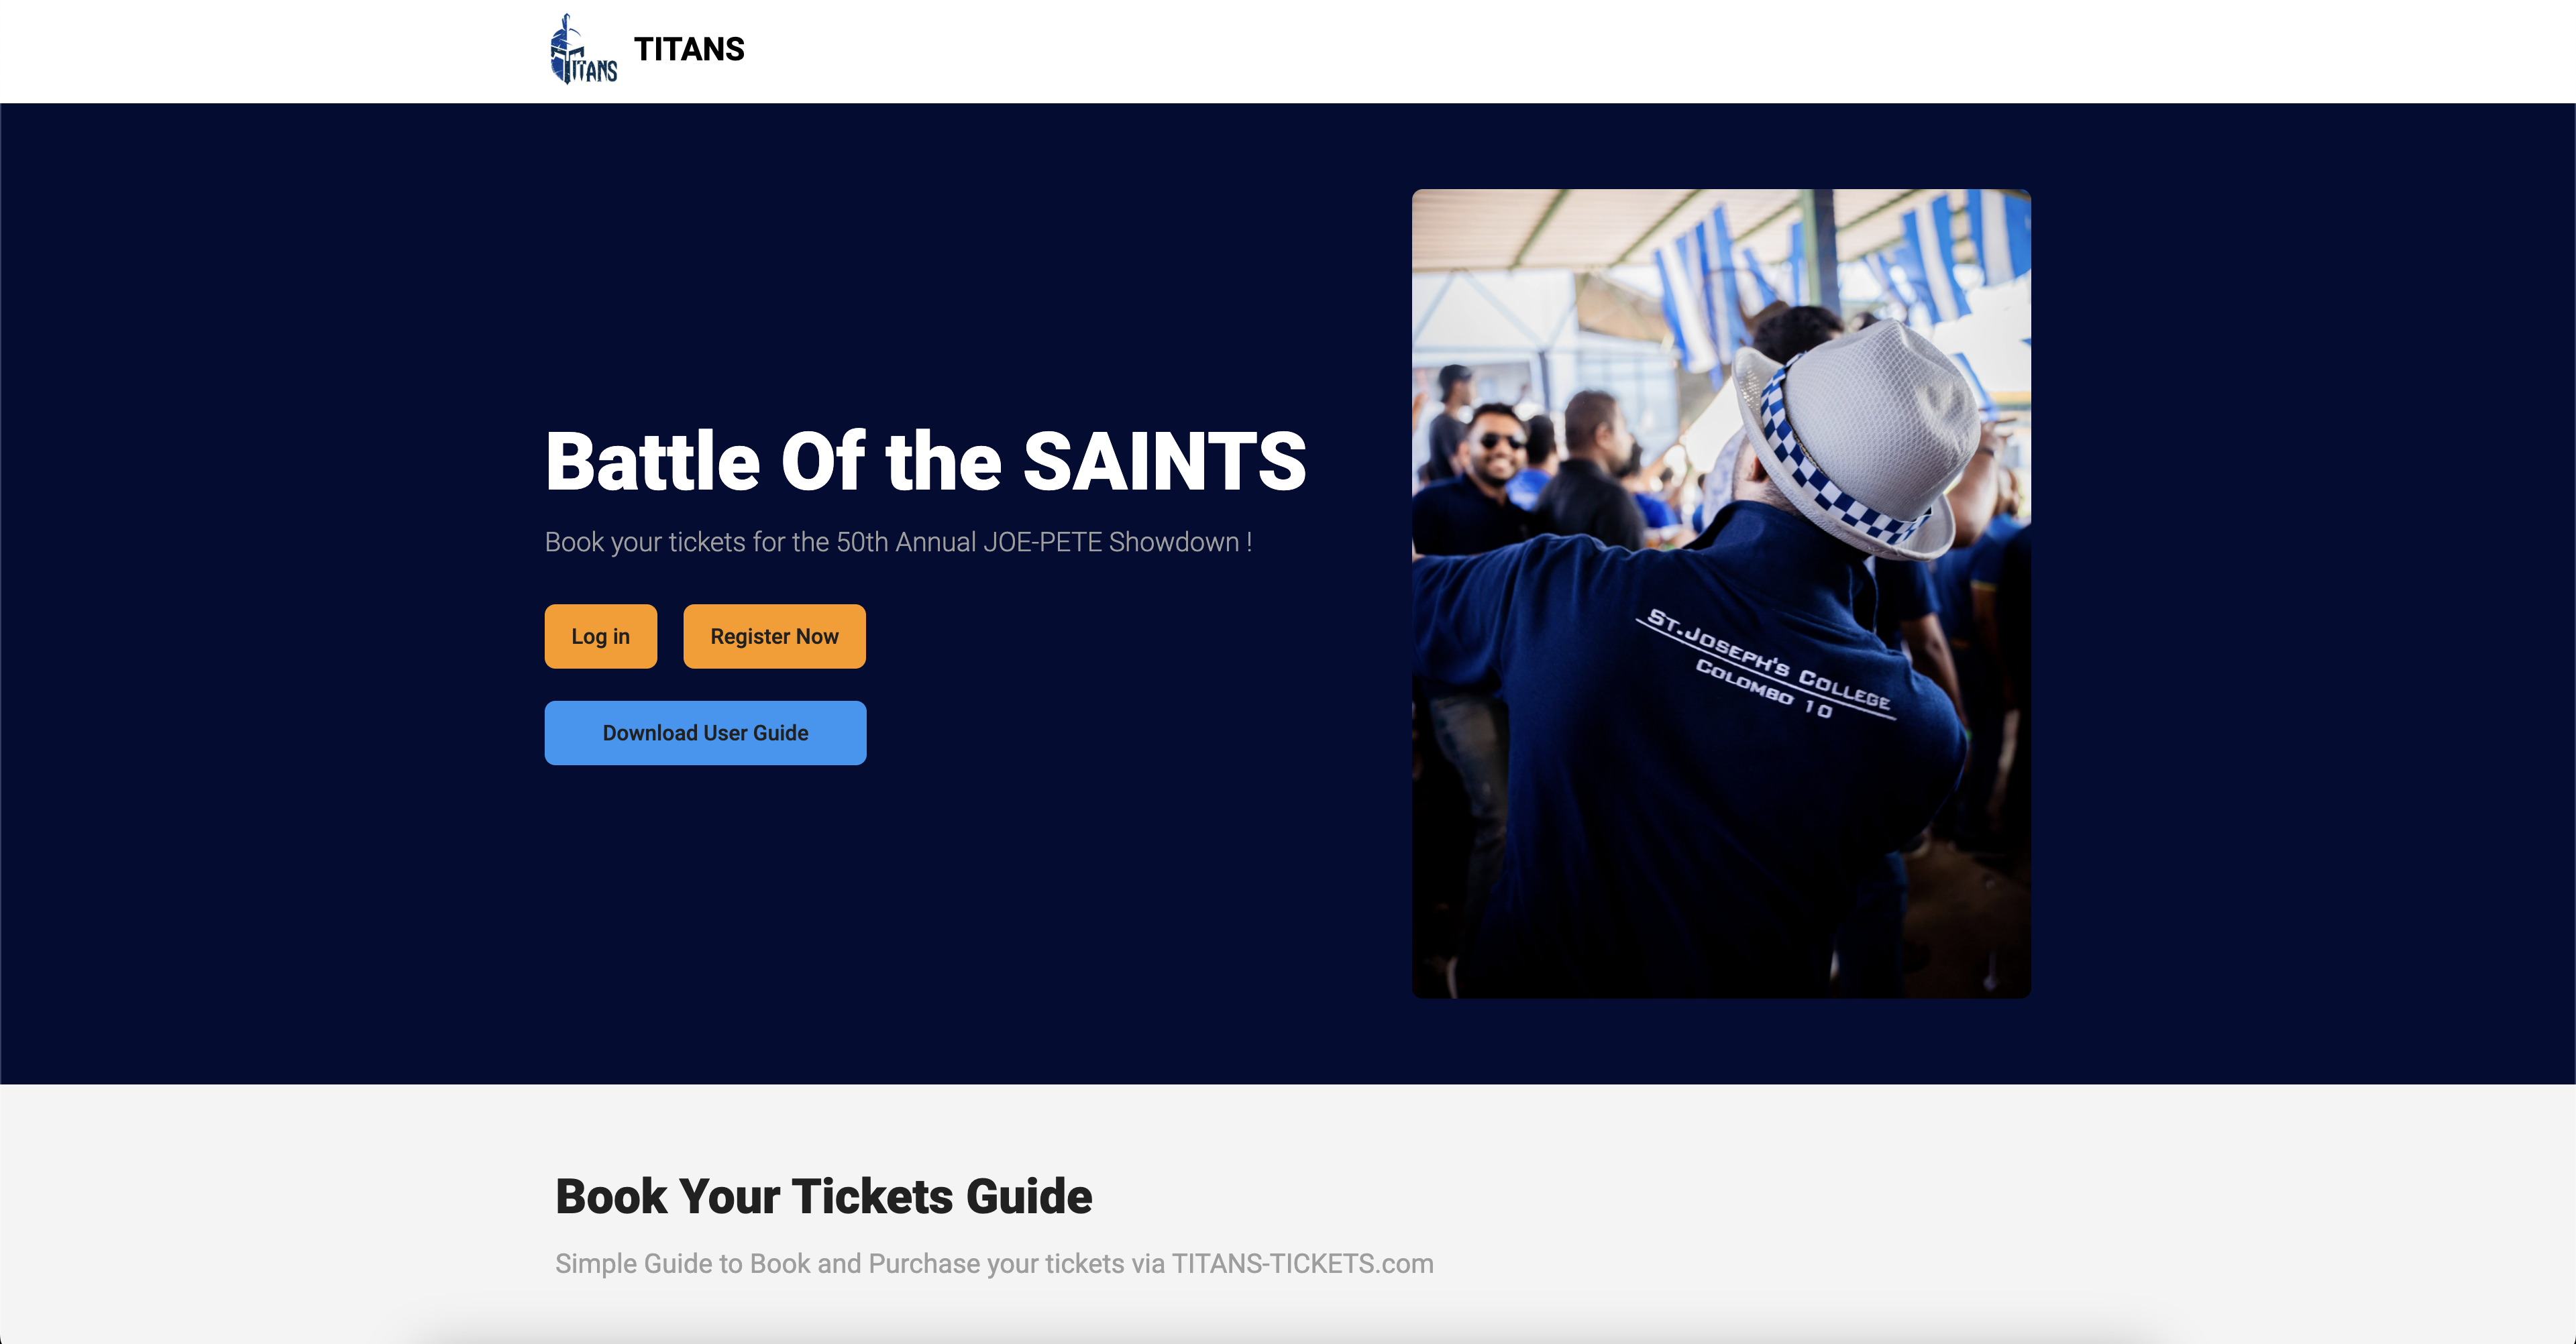 TITANS
TITANS
Battle Of the SAINTS
Book your tickets for the 50th Annual JOE-PETE Showdown !
Log in
Register Now
Download User Guide
ST.JOSEPH'S COLLEGE
COLOMBO 10
Book Your Tickets Guide
Simple Guide to Book and Purchase your tickets via TITANS-TICKETS.com